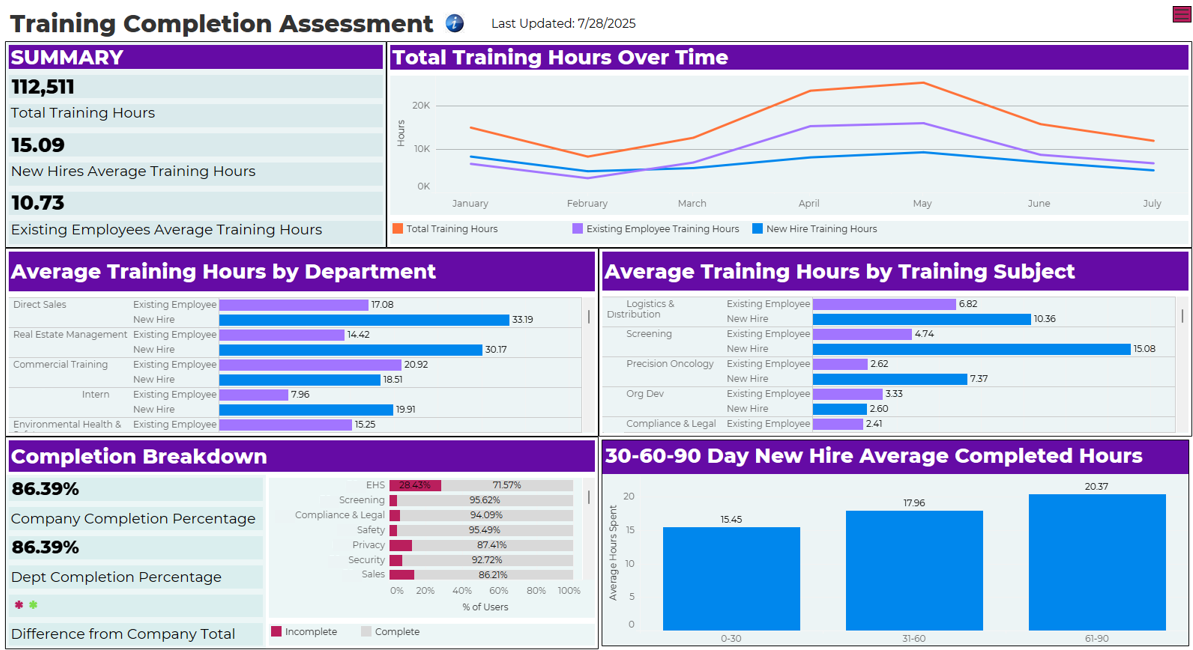 Training Completion Assessment
Last Updated: 7/28/2025
SUMMARY
112,511
Total Training Hours
15.09
New Hires Average Training Hours
10.73
Existing Employees Average Training Hours
Total Training Hours Over Time
Hours
20K
10K
0K
January February March April May June July
Total Training Hours Existing Employee Training Hours New Hire Training Hours
Average Training Hours by Department
Direct Sales Existing Employee 17.08
New Hire 33.19
Real Estate Management Existing Employee 14.42
New Hire 30.17
Commercial Training Existing Employee 20.92
New Hire 18.51
Intern Existing Employee 7.96
New Hire 19.91
Environmental Health & Existing Employee 15.25
Average Training Hours by Training Subject
Logistics & Distribution Existing Employee 6.82
New Hire 10.36
Screening Existing Employee 4.74
New Hire 15.08
Precision Oncology Existing Employee 2.62
New Hire 7.37
Org Dev Existing Employee 3.33
New Hire 2.60
Compliance & Legal Existing Employee 2.41
Completion Breakdown
86.39%
Company Completion Percentage
86.39%
Dept Completion Percentage
* *
Difference from Company Total
EHS 28.43% 71.57%
Screening 95.62%
Compliance & Legal 94.09%
Safety 95.49%
Privacy 87.41%
Security 92.72%
Sales 86.21%
0% 20% 40% 60% 80% 100%
% of Users
Incomplete Complete
30-60-90 Day New Hire Average Completed Hours
Average Hours Spent
20
15
10
5
0
15.45 17.96 20.37
0-30 31-60 61-90